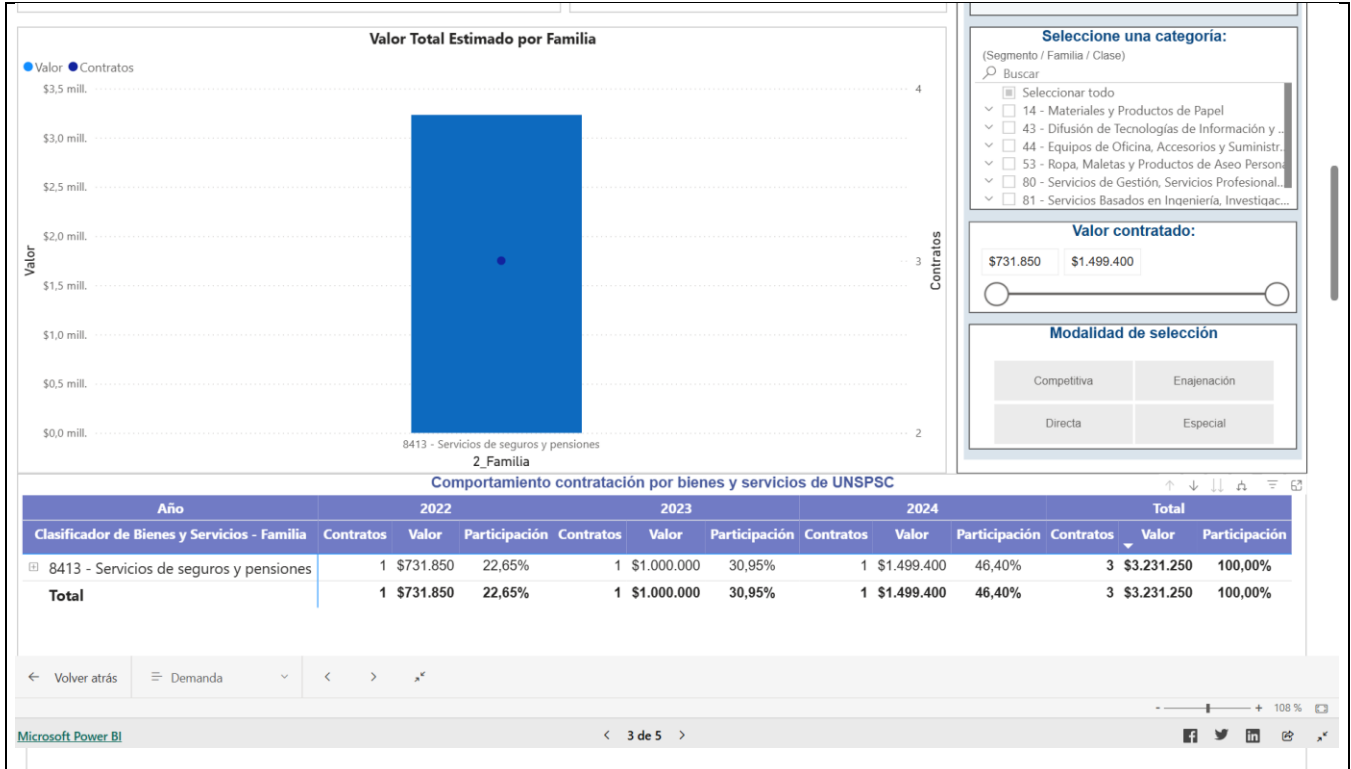 Valor Total Estimado por Familia
Valor Contratos
$3,5 mill.
$3,0 mill.
$2,5 mill.
$2,0 mill.
$1,5 mill.
$1,0 mill.
$0,5 mill.
$0,0 mill.
Valor
4
3
2
Contratos
8413 - Servicios de seguros y pensiones
2_Familia
Seleccione una categoría:
(Segmento / Familia / Clase)
Buscar
Seleccionar todo
14 - Materiales y Productos de Papel
43 - Difusión de Tecnologías de Información y ...
44 - Equipos de Oficina, Accesorios y Suministr...
53 - Ropa, Maletas y Productos de Aseo Person
80 - Servicios de Gestión, Servicios Profesional...
81 - Servicios Basados en Ingeniería, Investigac...
Valor contratado:
$731.850 $1.499.400
Modalidad de selección
Competitiva Enajenación
Directa Especial
Comportamiento contratación por bienes y servicios de UNSPSC
Año 2022 2023 2024 Total
Clasificador de Bienes y Servicios - Familia Contratos Valor Participación Contratos Valor Participación Contratos Valor Participación Contratos Valor Participación
8413 - Servicios de seguros y pensiones 1 $731.850 22,65% 1 $1.000.000 30,95% 1 $1.499.400 46,40% 3 $3.231.250 100,00%
Total 1 $731.850 22,65% 1 $1.000.000 30,95% 1 $1.499.400 46,40% 3 $3.231.250 100,00%
Volver atrás Demanda
- + 108 %
Microsoft Power BI 3 de 5